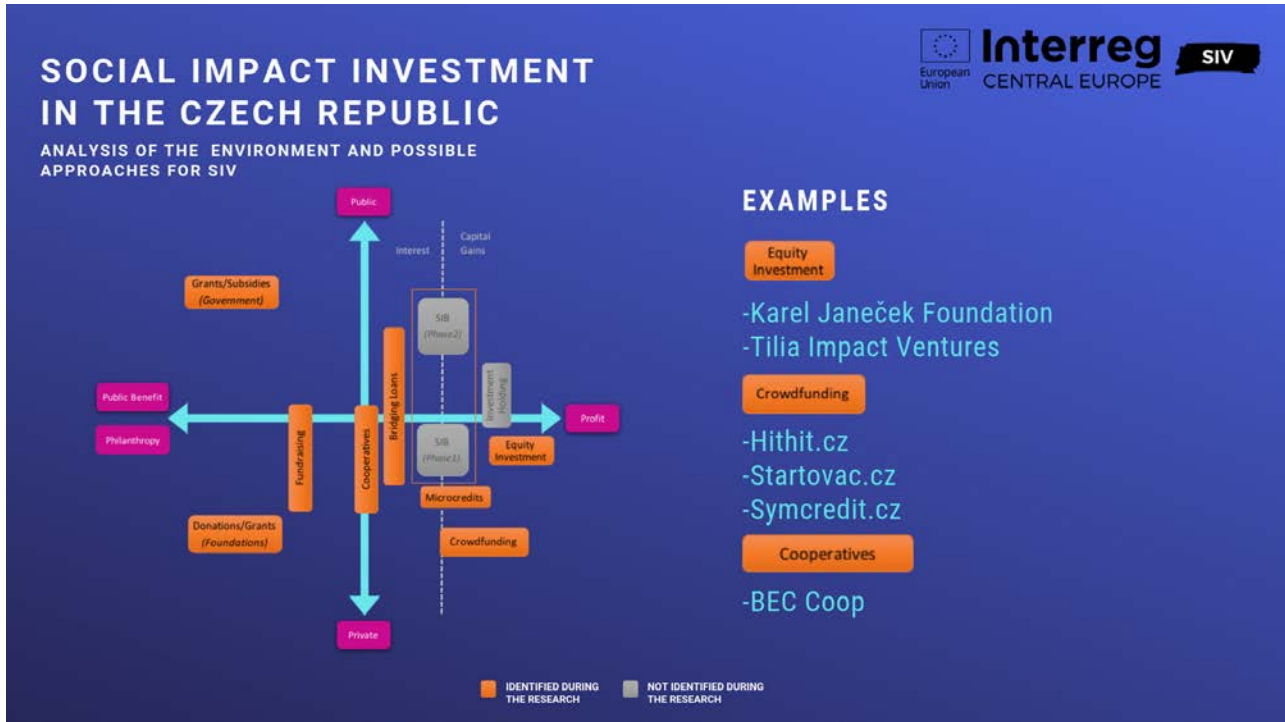 SOCIAL IMPACT INVESTMENT
IN THE CZECH REPUBLIC
ANALYSIS OF THE ENVIRONMENT AND POSSIBLE
APPROACHES FOR SIV
European
Union
Interreg
CENTRAL EUROPE
SIV
Public
Interest
Capital
Gains
Grants/Subsidies
(Government)
SIB
(Phase2)
Bridging Loans
Investment
Holding
Public Benefit
Philanthropy
Profit
Fundraising
Cooperatives
SIB
(Phase1)
Equity
Investment
Microcredits
Donations/Grants
(Foundations)
Crowdfunding
Private
EXAMPLES
Equity
Investment
-Karel Janeček Foundation
-Tilia Impact Ventures
Crowdfunding
-Hithit.cz
-Startovac.cz
-Symcredit.cz
Cooperatives
-BEC Coop
IDENTIFIED DURING
THE RESEARCH
NOT IDENTIFIED DURING
THE RESEARCH